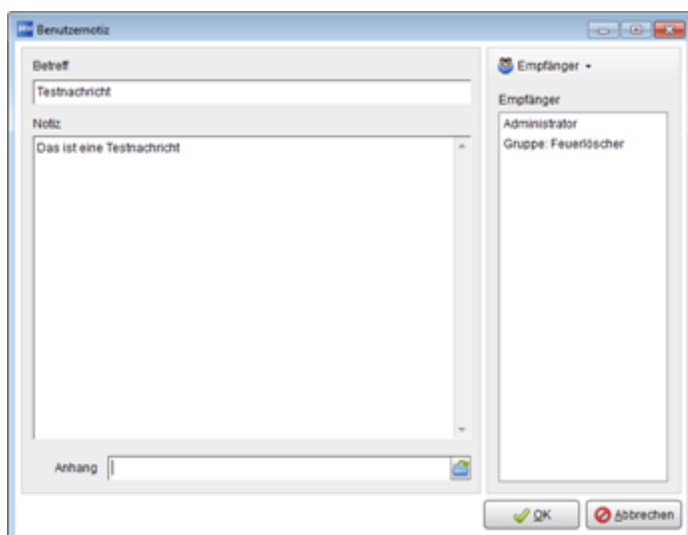 Benutzernotiz
Betreff
Testnachricht
Notiz
Das ist eine Testnachricht
Anhang
Empfänger
Empfänger
Administrator
Gruppe: Feuerlöscher
OK
Abbrechen